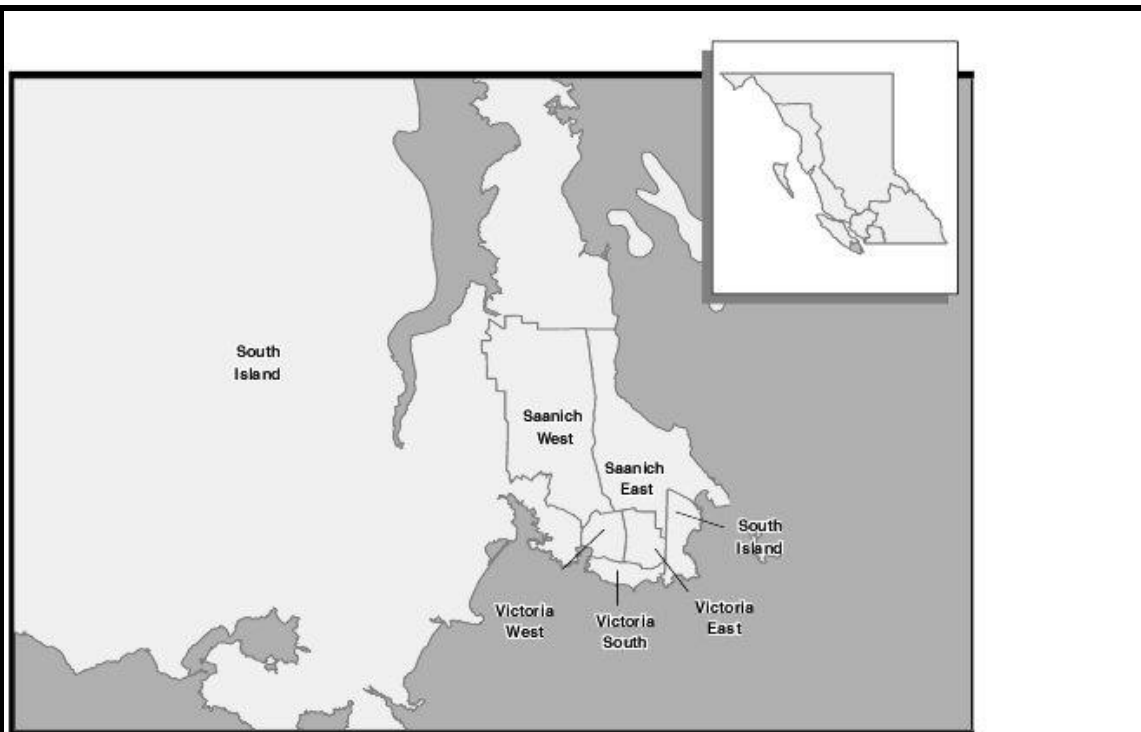 South
Island
Saanich
West
Saanich
East
South
Island
Victoria
West
Victoria
South
Victoria
East